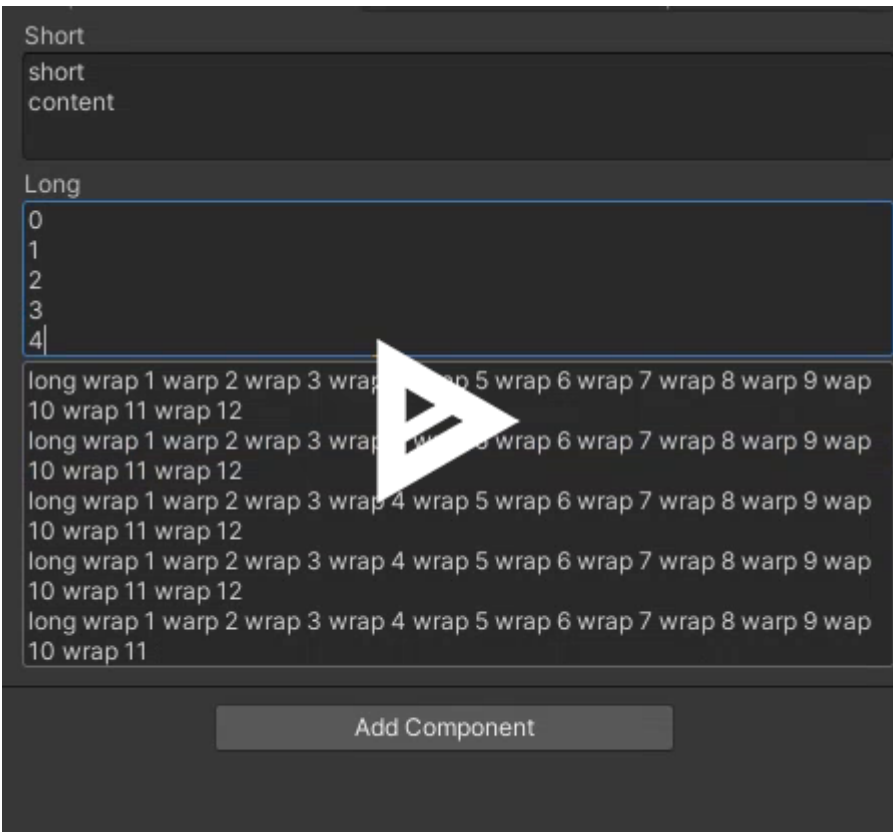 Short
short
content
Long
0
1
2
3
4
long wrap 1 warp 2 wrap 3 wrap 5 wrap 6 wrap 7 wrap 8 warp 9 wap
10 wrap 11 wrap 12
long wrap 1 warp 2 wrap 3 wrap 6 wrap 7 wrap 8 warp 9 wap
10 wrap 11 wrap 12
long wrap 1 warp 2 wrap 3 wrap 4 wrap 5 wrap 6 wrap 7 wrap 8 warp 9 wap
10 wrap 11 wrap 12
long wrap 1 warp 2 wrap 3 wrap 4 wrap 5 wrap 6 wrap 7 wrap 8 warp 9 wap
10 wrap 11 wrap 12
long wrap 1 warp 2 wrap 3 wrap 4 wrap 5 wrap 6 wrap 7 wrap 8 warp 9 wap
10 wrap 11
Add Component